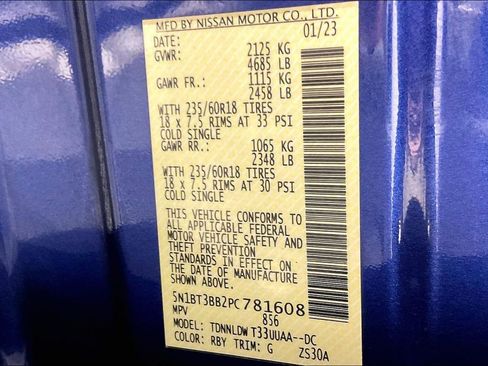 MFD BY NISSAN MOTOR CO., LTD.
DATE: 01/23
GVWR: 2125 KG
4685 LB
GAWR FR.: 1115 KG
2458 LB
WITH 235/60R18 TIRES
18 x 7.5 RIMS AT 33 PSI
COLD SINGLE
GAWR RR.: 1065 KG
2348 LB
WITH 235/60R18 TIRES
18 x 7.5 RIMS AT 30 PSI
COLD SINGLE
THIS VEHICLE CONFORMS TO
ALL APPLICABLE FEDERAL
MOTOR VEHICLE SAFETY AND
THEFT PREVENTION
STANDARDS IN EFFECT ON
THE DATE OF MANUFACTURE
SHOWN ABOVE.
5N1BT3BB2PC781608
MPV 856
MODEL: TDNNLDW T33UUAA--DC
COLOR: RBY TRIM: G ZS30A